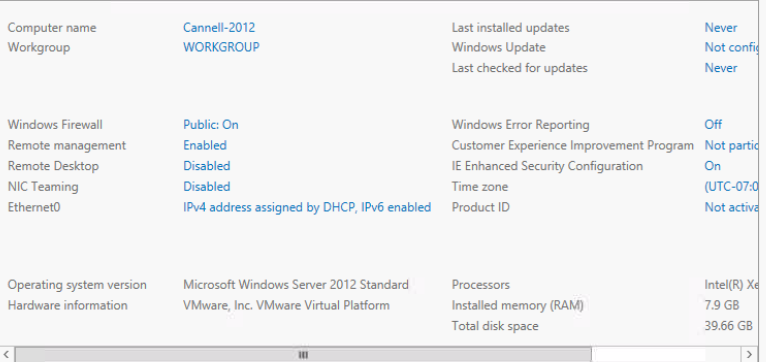 Computer name Cannell-2012 Last installed updates Never
Workgroup WORKGROUP Windows Update Not
Last checked for updates Never
Windows Firewall Public: On Windows Error Reporting Off
Remote management Enabled Customer Experience Improvement Program Not
Remote Desktop Disabled IE Enhanced Security Configuration On
NIC Teaming Disabled Time zone (UTC-07:0
Ethernet0 IPv4 address assigned by DHCP, IPv6 enabled Product ID Not
Operating system version Microsoft Windows Server 2012 Standard Processors Intel(R)
Hardware information VMware, Inc. VMware Virtual Platform Installed memory (RAM) 7.9 GB
Total disk space 39.66 GB